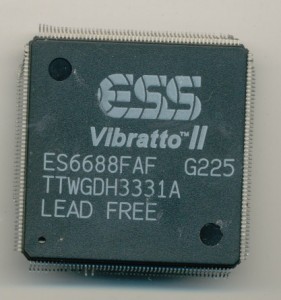 ESS
Vibratto™II
ES6688FAF G225
TTWGDH3331A
LEAD FREE